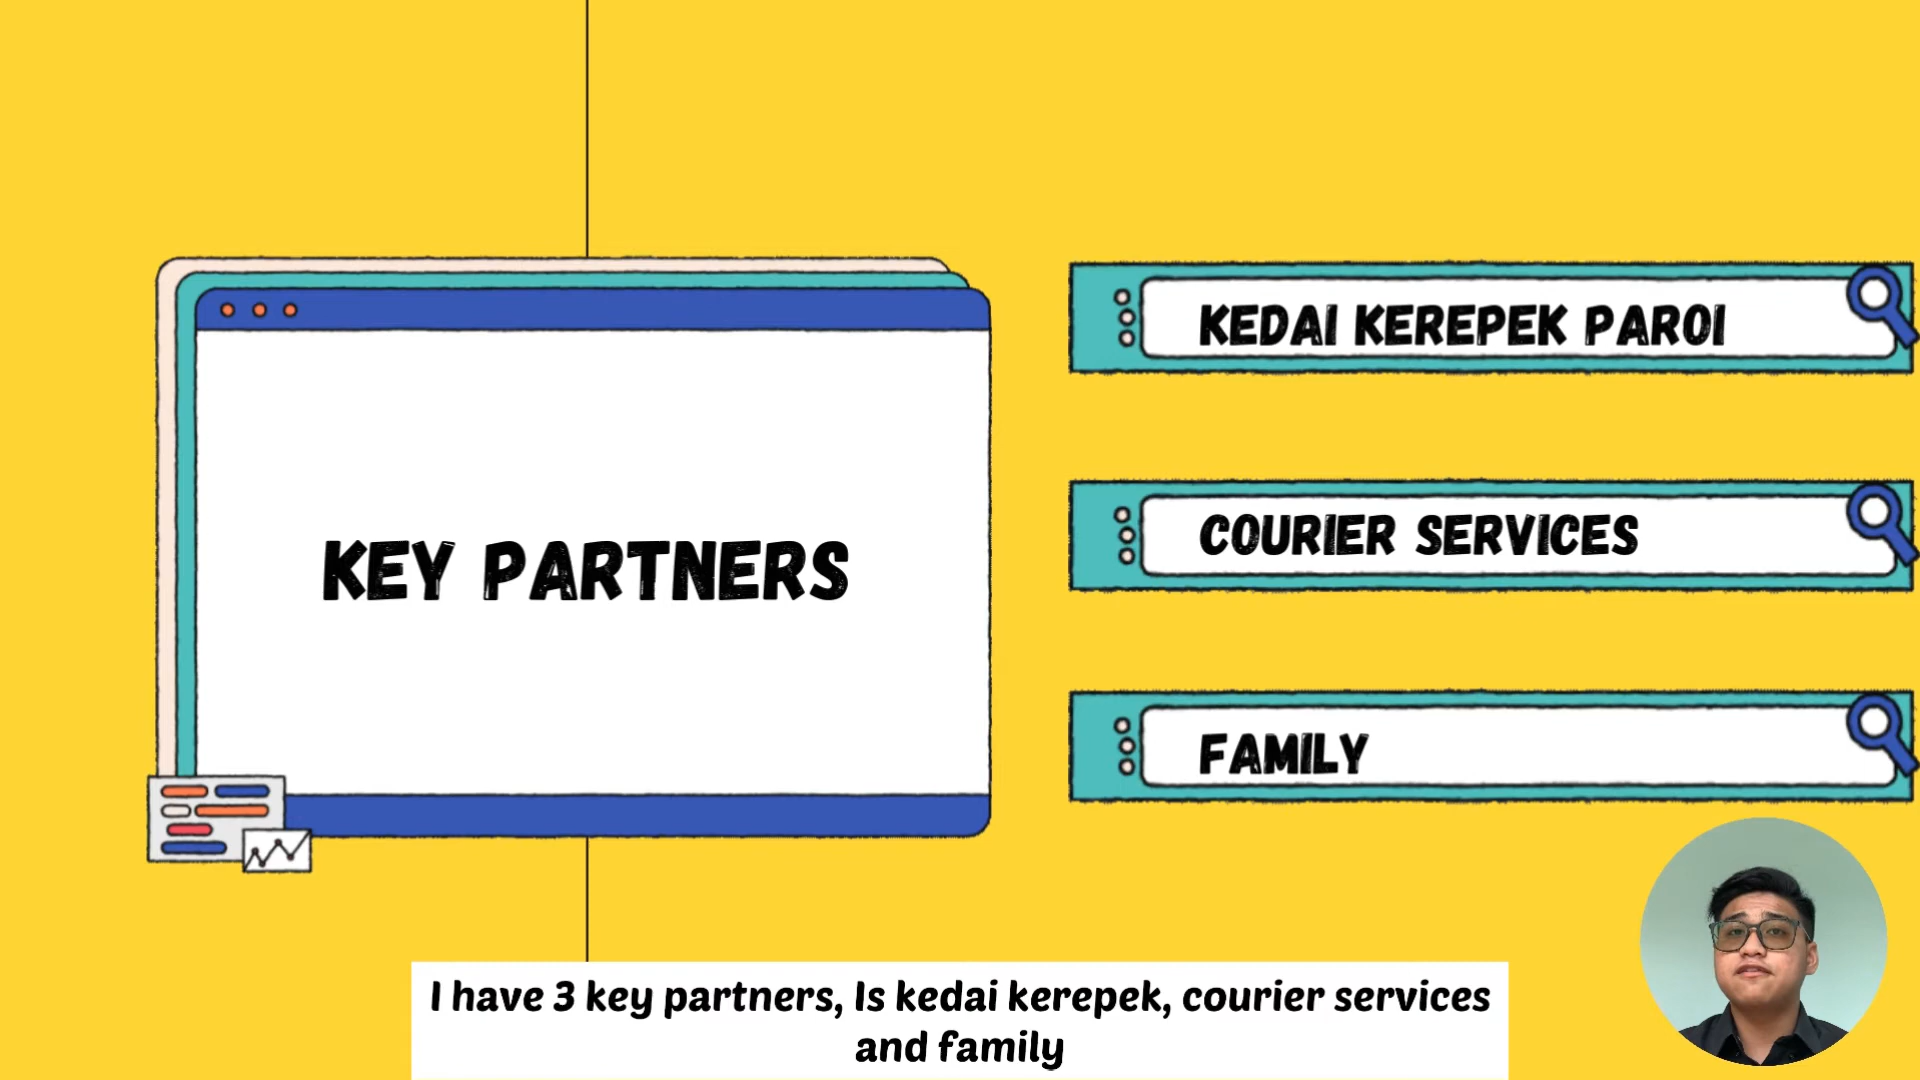 KEY PARTNERS
KEDAI KEREPEK PAROI
COURIER SERVICES
FAMILY
I have 3 key partners, Is kedai kerepek, courier services
and family